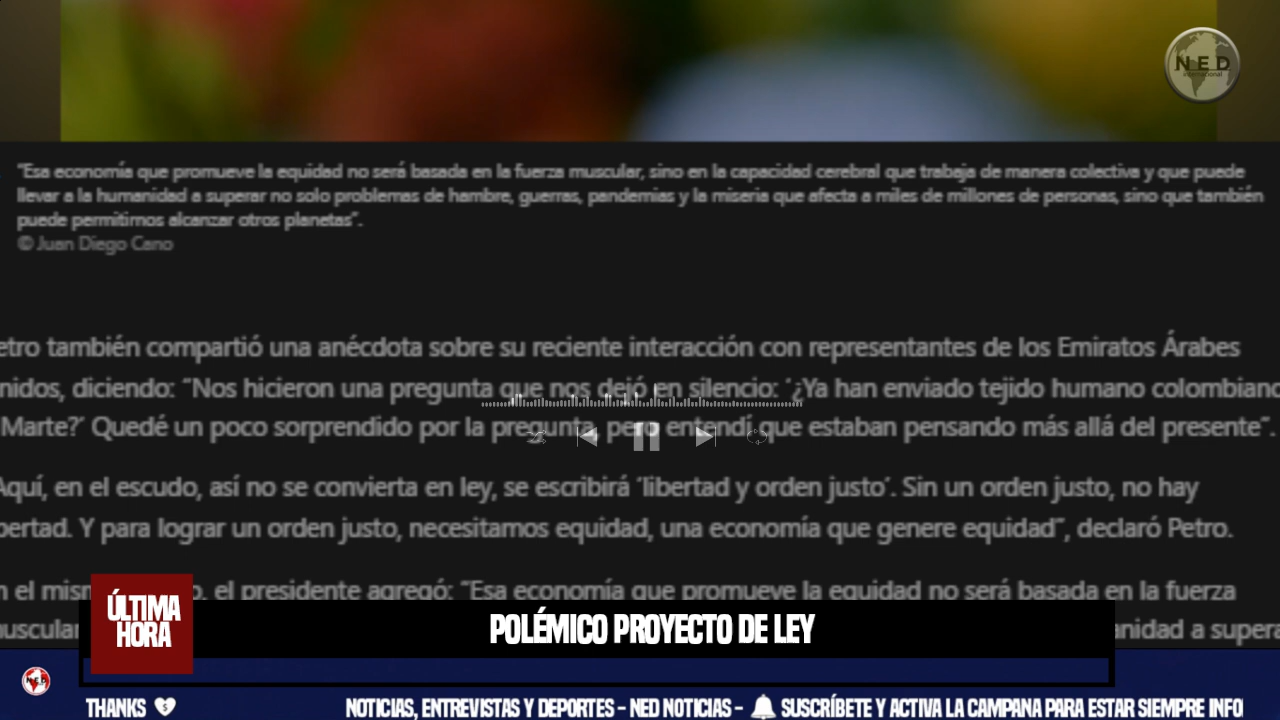 NED
international
"Esa economía que promueve la equidad no será basada en la fuerza muscular, sino en la capacidad cerebral que trabaja de manera colectiva y que puede
llevar a la humanidad a superar no solo problemas de hambre, guerras, pandemias y la miseria que afecta a miles de millones de personas, sino que también
puede permitirnos alcanzar otros planetas".
© Juan Diego Cano
etro también compartió una anécdota sobre su reciente interacción con representantes de los Emiratos Árabes
nidos, diciendo: "Nos hicieron una pregunta que nos dejó en silencio: '¿Ya han enviado tejido humano colombiano
Marte?' Quedé un poco sorprendido por la pregunta, pero entendí que estaban pensando más allá del presente".
Aquí, en el escudo, así no se convierta en ley, se escribirá 'libertad y orden justo'. Sin un orden justo, no hay
bertad. Y para lograr un orden justo, necesitamos equidad, una economía que genere equidad", declaró Petro.
n el mism o, el presidente agregó: "Esa economía que promueve la equidad no será basada en la fuerza
muscular anidad a supera
ÚLTIMA
HORA
POLÉMICO PROYECTO DE LEY
NED
THANKS
NOTICIAS, ENTREVISTAS Y DEPORTES - NED NOTICIAS - 🔔 SUSCRÍBETE Y ACTIVA LA CAMPANA PARA ESTAR SIEMPRE INFO